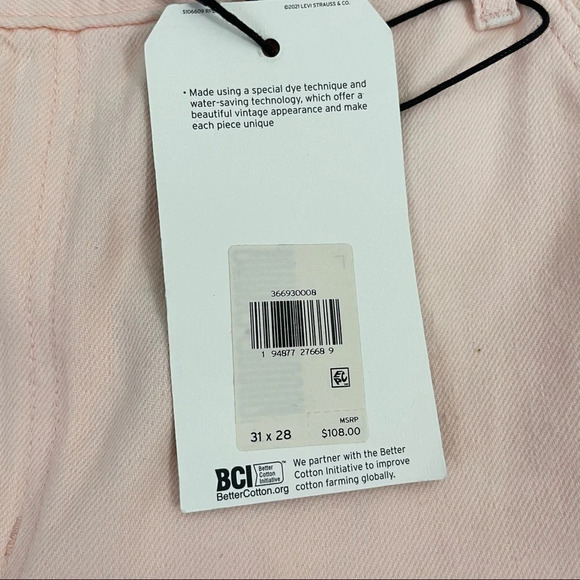 ©2021 LEVI STRAUSS & CO.
• Made using a special dye technique and
water-saving technology, which offer a
beautiful vintage appearance and make
each piece unique
366930008
1 94877 27668 9
MSRP
31 x 28 $108.00
BCI Better Cotton Initiative™
BetterCotton.org
We partner with the Better
Cotton Initiative to improve
cotton farming globally.